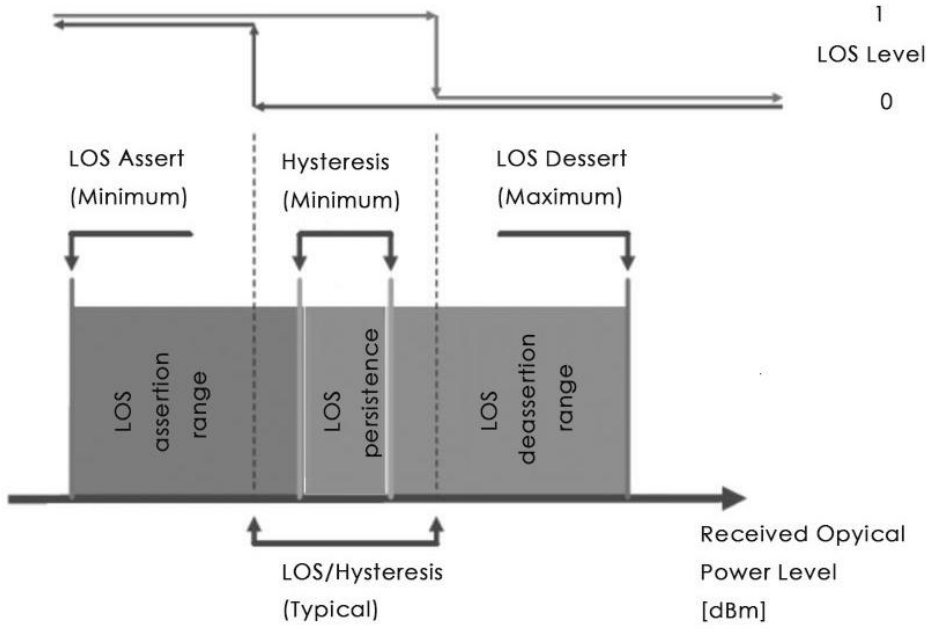 1
LOS Level
0
LOS Assert
(Minimum)
Hysteresis
(Minimum)
LOS Dessert
(Maximum)
LOS
assertion
range
LOS
persistence
LOS
deassertion
range
LOS/Hysteresis
(Typical)
Received Opyical
Power Level
[dBm]